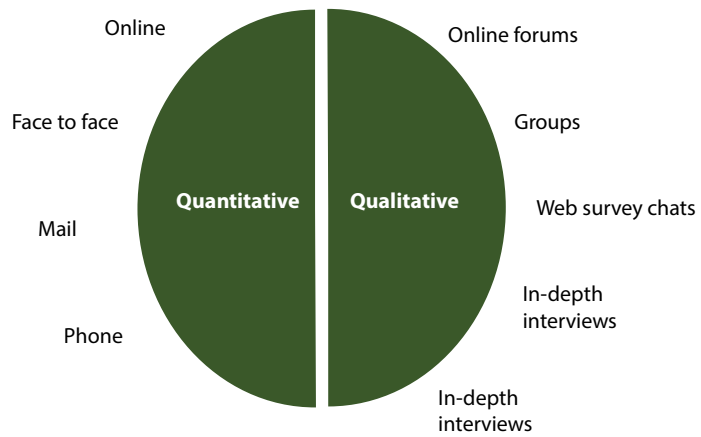 Online
Face to face
Mail
Phone
Quantitative
Qualitative
Online forums
Groups
Web survey chats
In-depth
interviews
In-depth
interviews